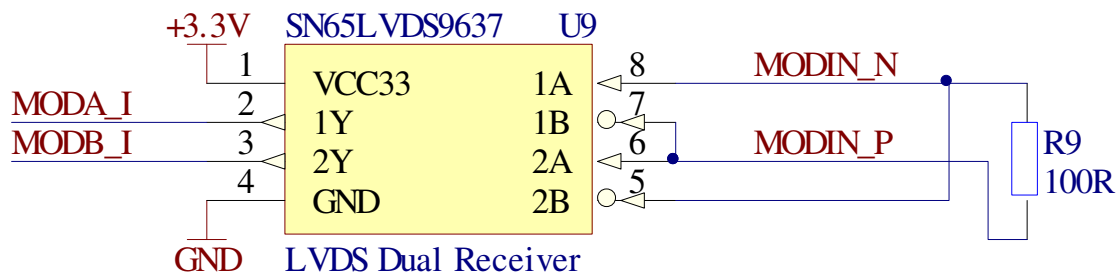 +3.3V SN65LVDS9637 U9
1 VCC33 1A 8 MODIN_N
MODA_I 2 1Y 1B 7
MODB_I 3 2Y 2A 6 MODIN_P R9
4 GND 2B 5 100R
GND LVDS Dual Receiver